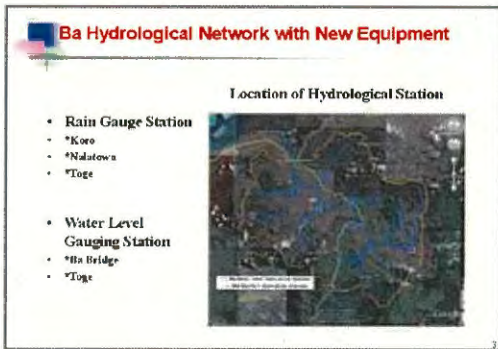 Ba Hydrological Network with New Equipment
Location of Hydrological Station
• Rain Gauge Station
• *Koro
• *Nalatown
• *Toge
• Water Level
Gauging Station
• *Ba Bridge
• *Toge
3